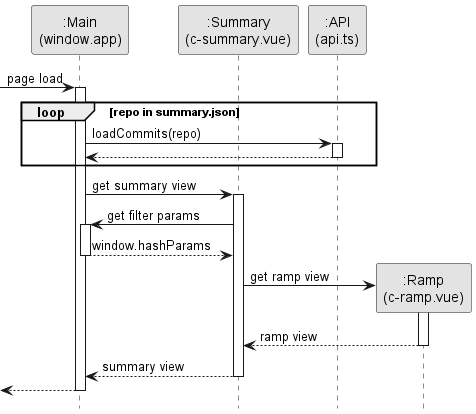 :Main
(window.app)
:Summary
(c-summary.vue)
:API
(api.ts)
page load
loop
[repo in summary.json]
loadCommits(repo)
get summary view
get filter params
window.hashParams
get ramp view
:Ramp
(c-ramp.vue)
ramp view
summary view